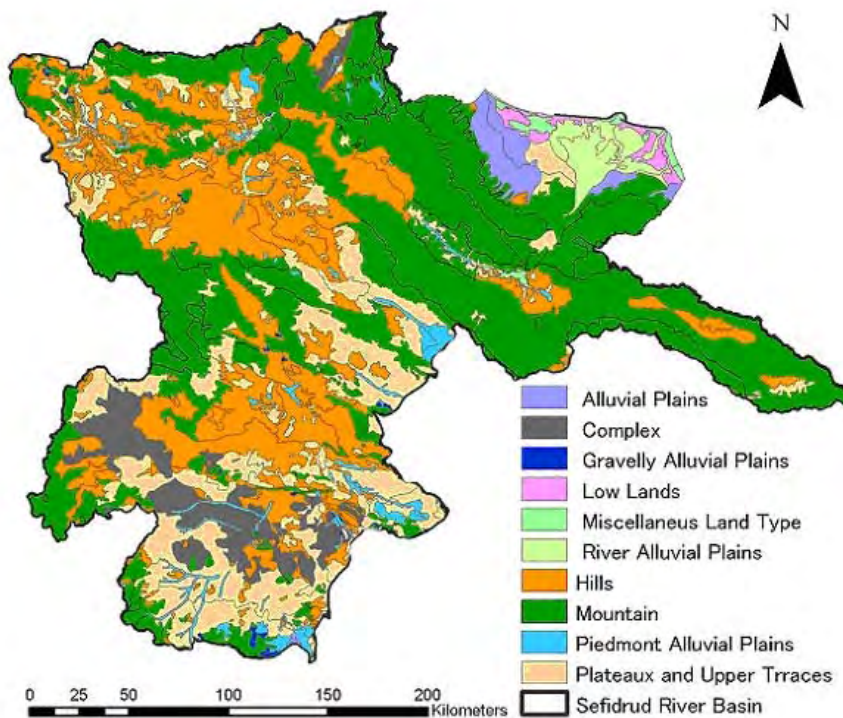 N
Alluvial Plains
Complex
Gravelly Alluvial Plains
Low Lands
Miscellaneus Land Type
River Alluvial Plains
Hills
Mountain
Piedmont Alluvial Plains
Plateaux and Upper Trraces
Sefidrud River Basin
0 25 50 100 150 200
Kilometers